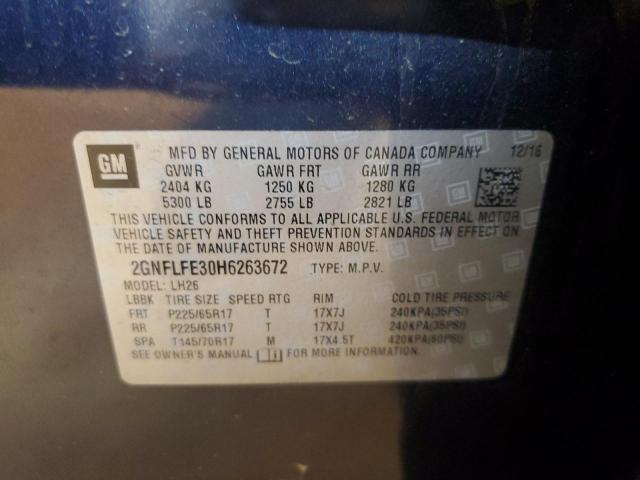 GM
MFD BY GENERAL MOTORS OF CANADA COMPANY 12/16
GVWR GAWR FRT GAWR RR
2404 KG 1250 KG 1280 KG
5300 LB 2755 LB 2821 LB
THIS VEHICLE CONFORMS TO ALL APPLICABLE U.S. FEDERAL MOTOR
VEHICLE SAFETY AND THEFT PREVENTION STANDARDS IN EFFECT ON
THE DATE OF MANUFACTURE SHOWN ABOVE.
2GNFLFE30H6263672 TYPE: M.P.V.
MODEL: LH26
LBBK TIRE SIZE SPEED RTG RIM COLD TIRE PRESSURE
FRT P225/65R17 T 17X7J 240KPA(35PSI)
RR P225/65R17 T 17X7J 240KPA(35PSI)
SPA T145/70R17 M 17X4.5T 420KPA(60PSI)
SEE OWNER'S MANUAL FOR MORE INFORMATION.